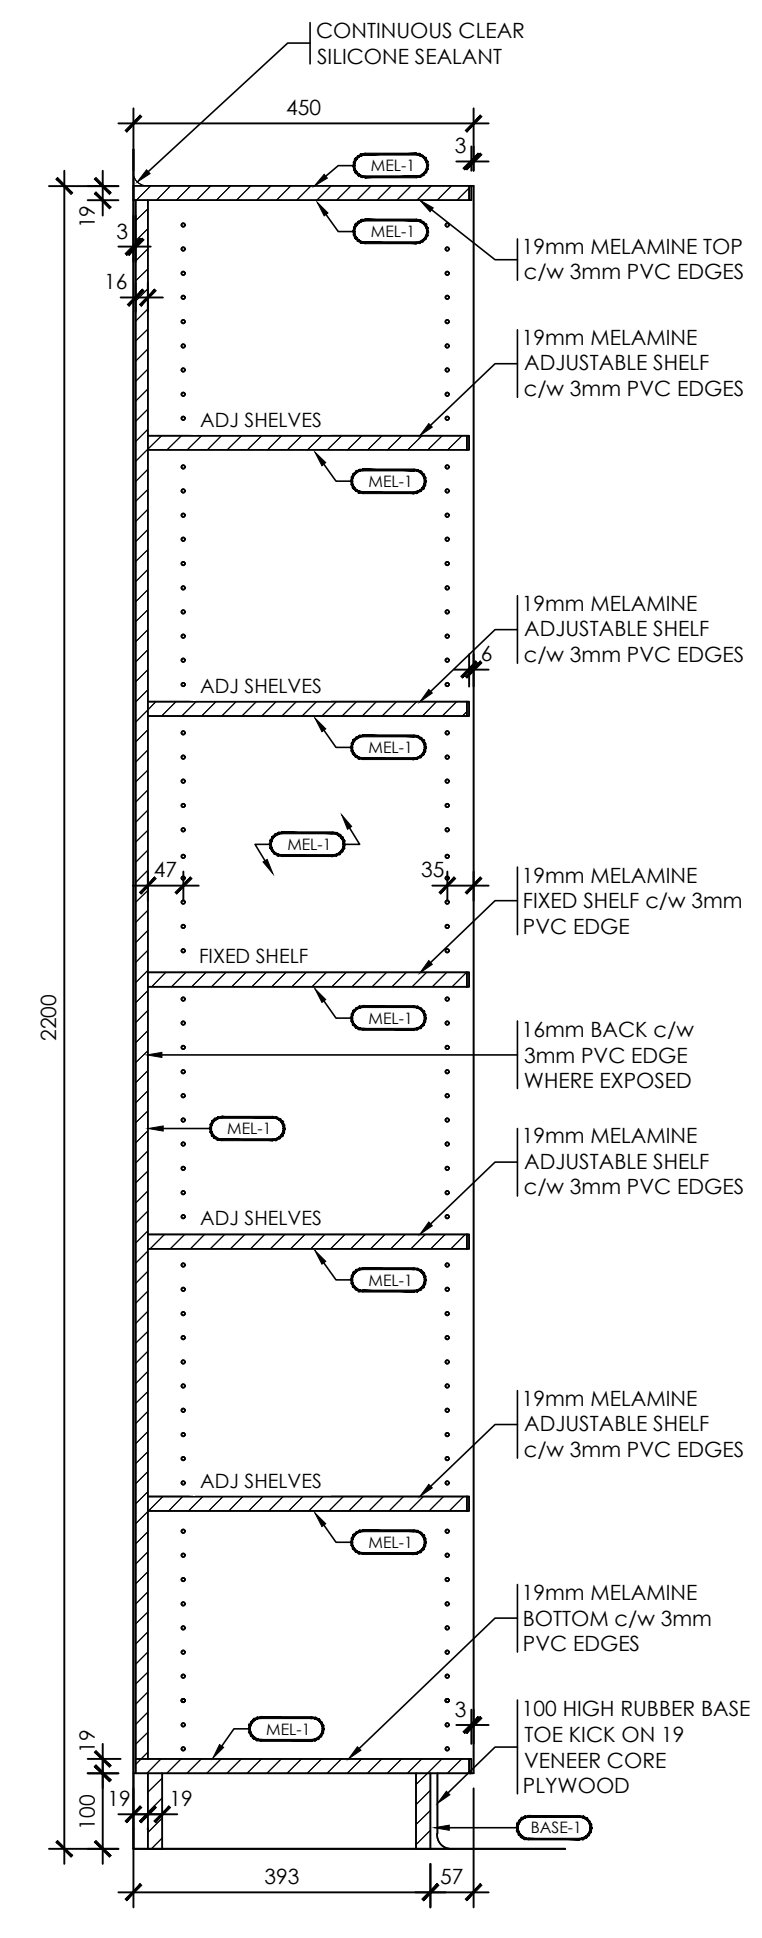 CONTINUOUS CLEAR
SILICONE SEALANT
450
3
MEL-1
19
MEL-1
3
19mm MELAMINE TOP
c/w 3mm PVC EDGES
16
19mm MELAMINE
ADJUSTABLE SHELF
c/w 3mm PVC EDGES
ADJ SHELVES
MEL-1
19mm MELAMINE
ADJUSTABLE SHELF
c/w 3mm PVC EDGES
6
ADJ SHELVES
MEL-1
MEL-1
47
35
19mm MELAMINE
FIXED SHELF c/w 3mm
PVC EDGE
FIXED SHELF
MEL-1
2200
16mm BACK c/w
3mm PVC EDGE
WHERE EXPOSED
MEL-1
19mm MELAMINE
ADJUSTABLE SHELF
c/w 3mm PVC EDGES
ADJ SHELVES
MEL-1
19mm MELAMINE
ADJUSTABLE SHELF
c/w 3mm PVC EDGES
ADJ SHELVES
MEL-1
19mm MELAMINE
BOTTOM c/w 3mm
PVC EDGES
3
MEL-1
19
100 HIGH RUBBER BASE
TOE KICK ON 19
VENEER CORE
PLYWOOD
100
19
19
BASE-1
393
57